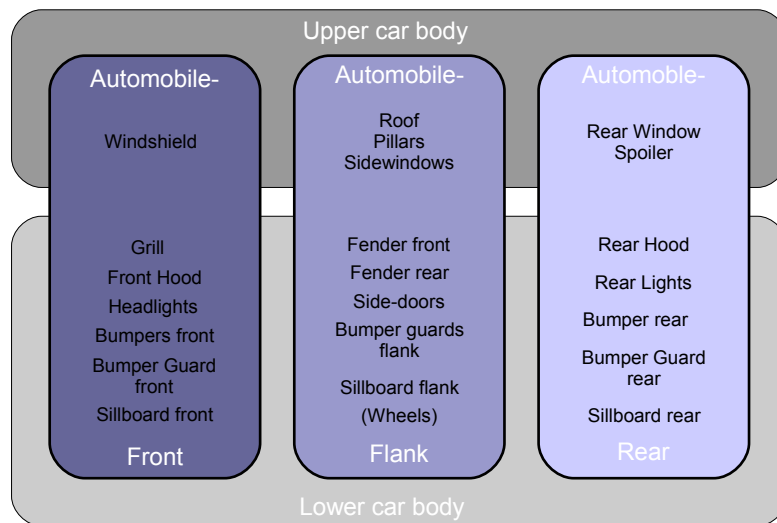 Upper car body
Automobile-
Windshield
Grill
Front Hood
Headlights
Bumpers front
Bumper Guard
front
Sillboard front
Front
Automobile-
Roof
Pillars
Sidewindows
Fender front
Fender rear
Side-doors
Bumper guards
flank
Sillboard flank
(Wheels)
Flank
Automoble-
Rear Window
Spoiler
Rear Hood
Rear Lights
Bumper rear
Bumper Guard
rear
Sillboard rear
Rear
Lower car body